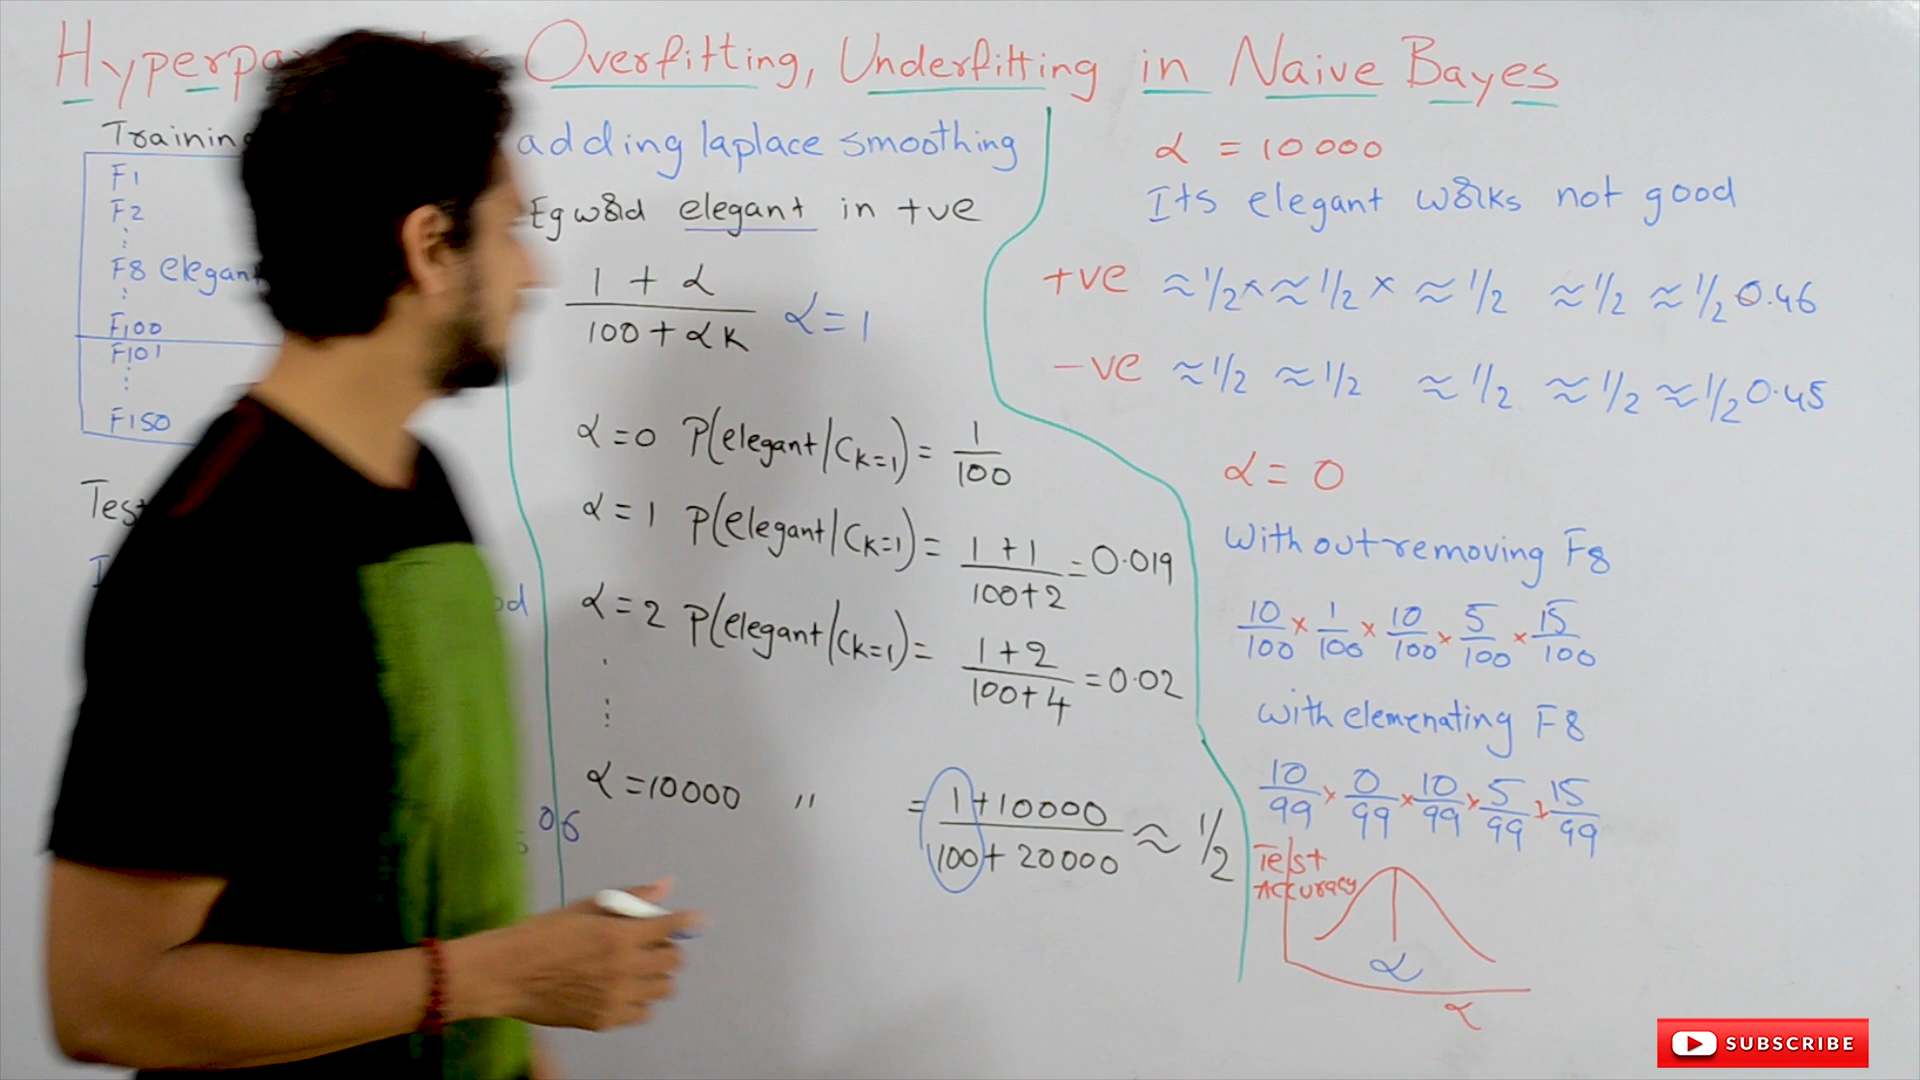 Overfitting, Underfitting in Naive Bayes
Training
F1
F2
:
F8 elegan
:
F100
F101
:
F150
adding laplace smoothing
Eg word elegant in +ve
1 + α
100 + αK
α = 1
α = 0 P(elegant/Ck=1) = 1/100
α = 1 P(elegant/Ck=1) = 1+1/100+2 = 0.019
α = 2 P(elegant/Ck=1) = 1+2/100+4 = 0.02
α = 10000 " = 1+10000/100+20000 ≈ 1/2
06
α = 10000
Its elegant works not good
+ve ≈1/2 × ≈1/2 × ≈1/2 ≈1/2 ≈1/2 0.46
-ve ≈1/2 ≈1/2 ≈1/2 ≈1/2 ≈1/2 0.45
α = 0
Without removing F8
10/100 × 1/100 × 10/100 × 5/100 × 15/100
with elemenating F8
10/99 × 0/99 × 10/99 × 5/99 × 15/99
Test
Accuracy
α
α
SUBSCRIBE